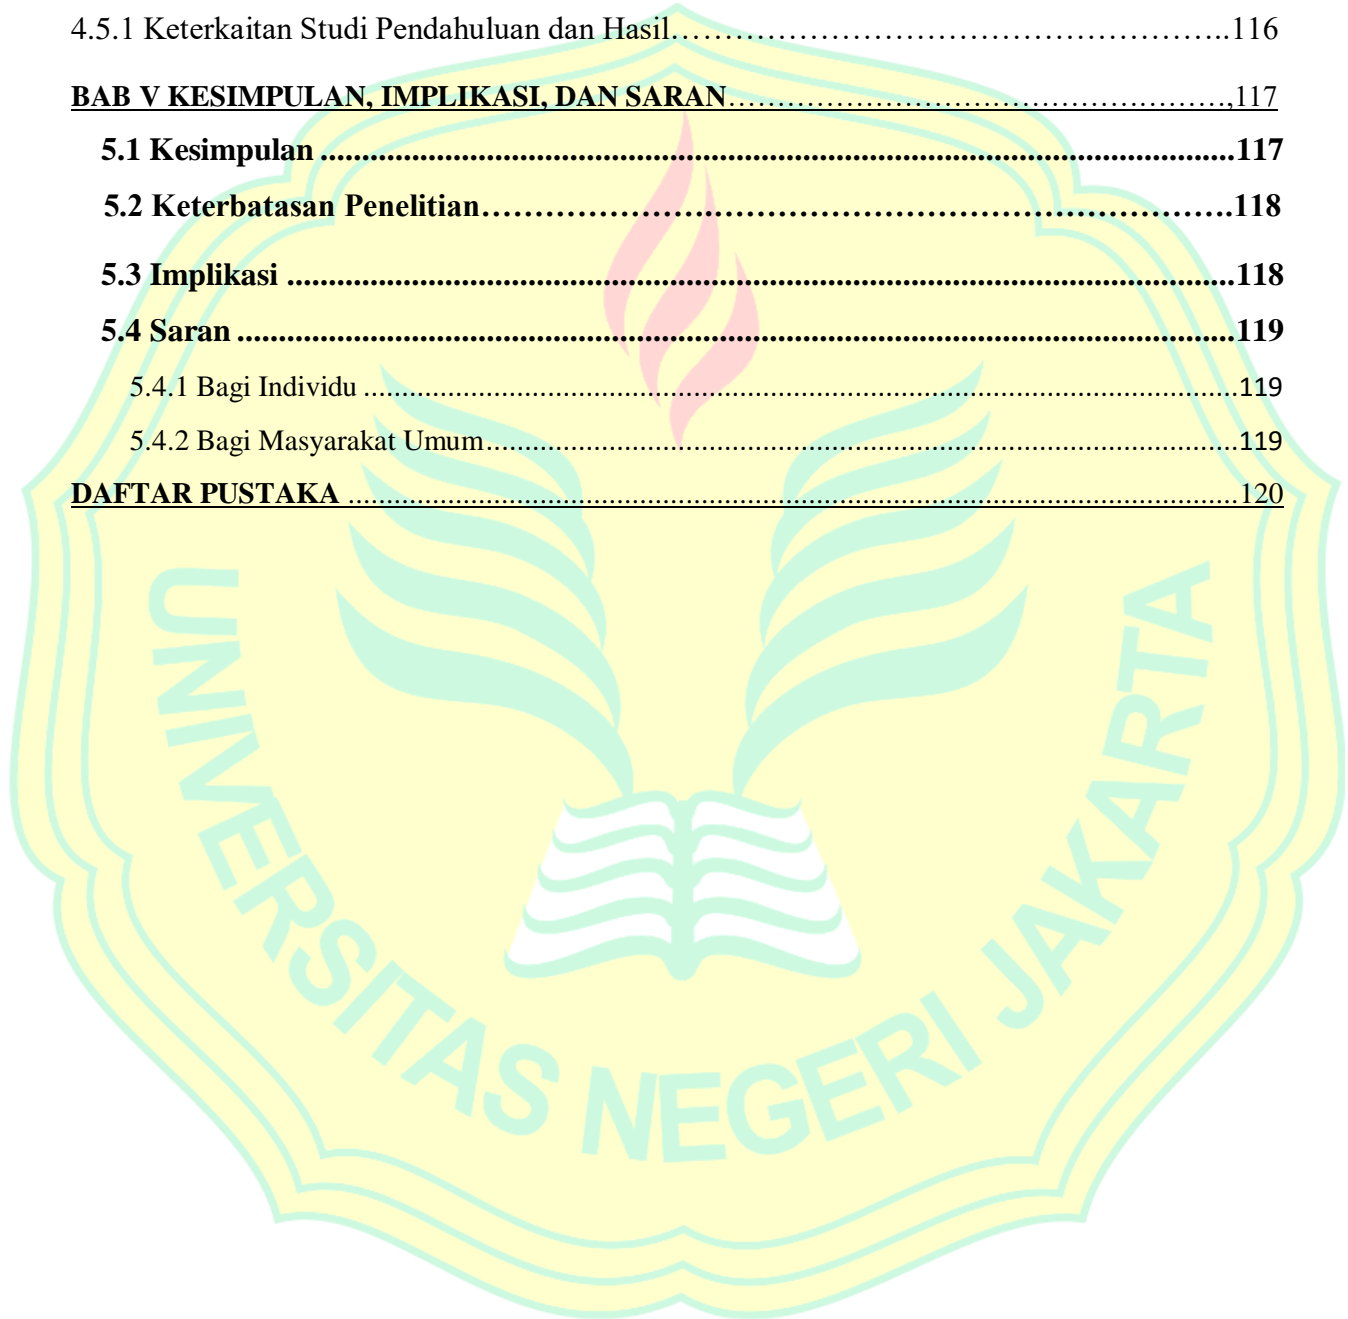 4.5.1 Keterkaitan Studi Pendahuluan dan Hasil………………………………………………………..116
BAB V KESIMPULAN, IMPLIKASI, DAN SARAN………………………………………………….,117
5.1 Kesimpulan ................................................................................................................117
5.2 Keterbatasan Penelitian……………………………………………………………………….118
5.3 Implikasi ...................................................................................................................118
5.4 Saran .........................................................................................................................119
5.4.1 Bagi Individu ..............................................................................................................119
5.4.2 Bagi Masyarakat Umum...............................................................................................119
DAFTAR PUSTAKA .................................................................................................................120
UNIVERSITAS NEGERI JAKARTA